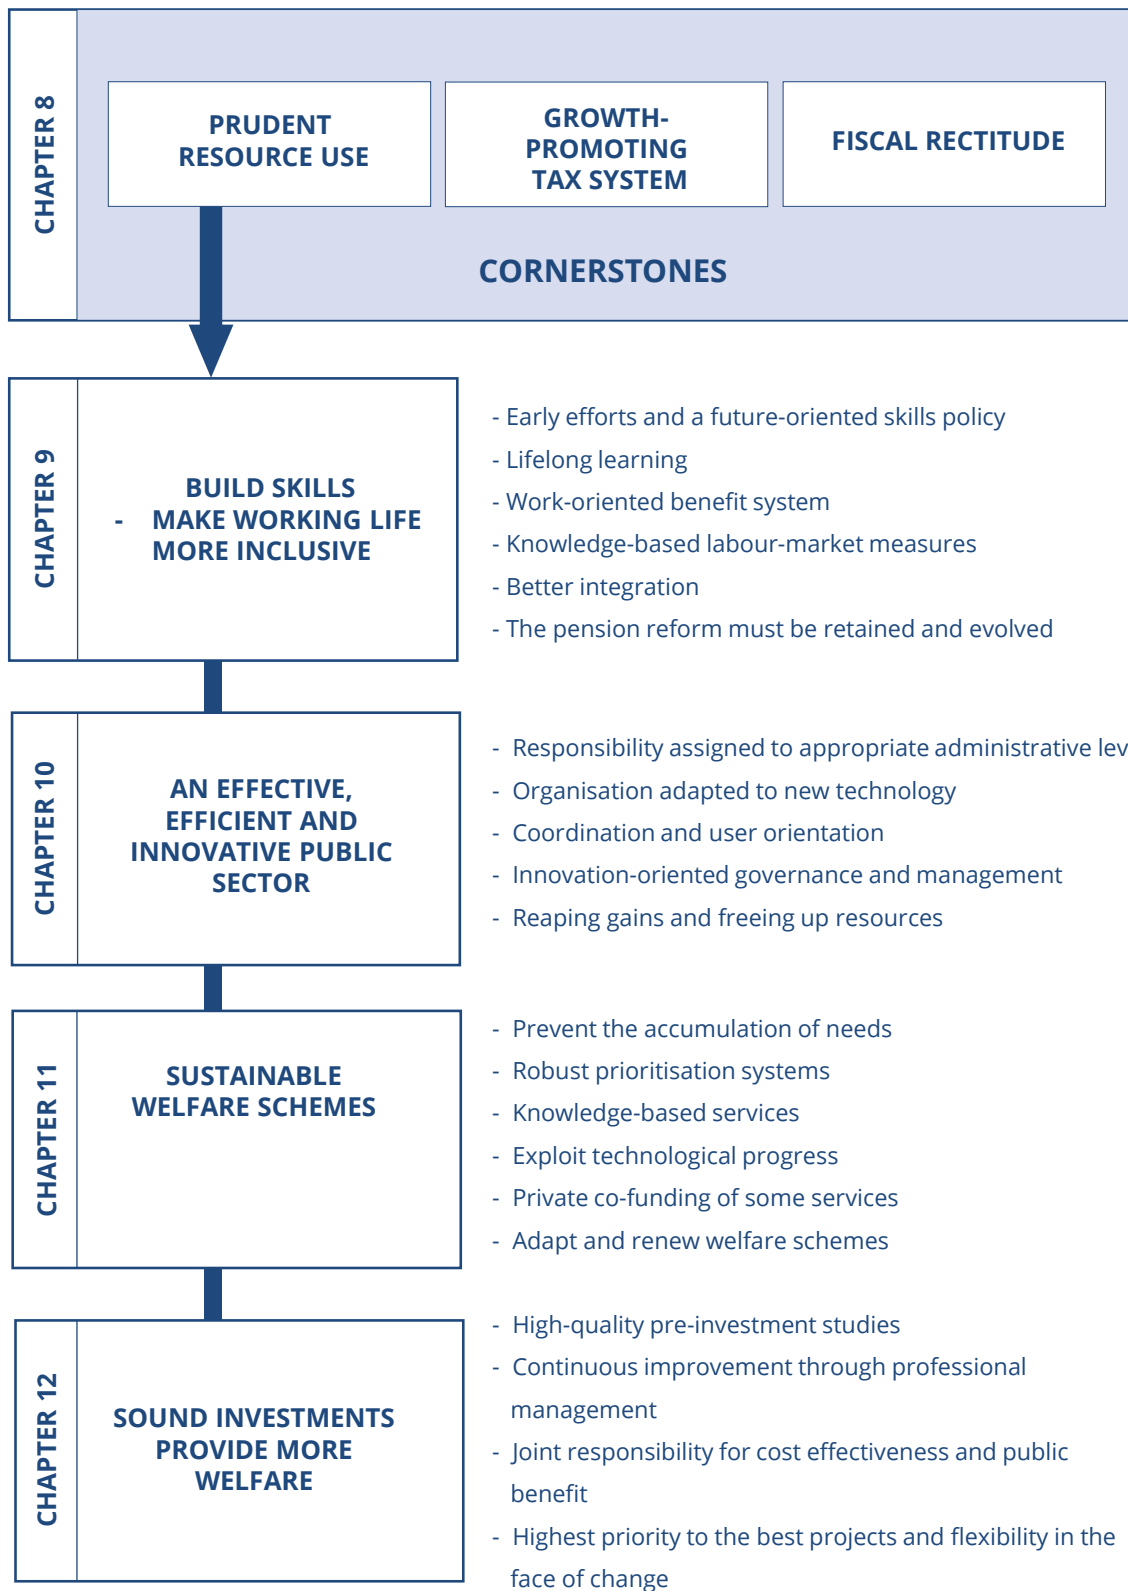 CHAPTER 8
PRUDENT
RESOURCE USE
GROWTH-
PROMOTING
TAX SYSTEM
FISCAL RECTITUDE
CORNERSTONES
CHAPTER 9
BUILD SKILLS
- MAKE WORKING LIFE
MORE INCLUSIVE
- Early efforts and a future-oriented skills policy
- Lifelong learning
- Work-oriented benefit system
- Knowledge-based labour-market measures
- Better integration
- The pension reform must be retained and evolved
CHAPTER 10
AN EFFECTIVE,
EFFICIENT AND
INNOVATIVE PUBLIC
SECTOR
- Responsibility assigned to appropriate administrative lev
- Organisation adapted to new technology
- Coordination and user orientation
- Innovation-oriented governance and management
- Reaping gains and freeing up resources
CHAPTER 11
SUSTAINABLE
WELFARE SCHEMES
- Prevent the accumulation of needs
- Robust prioritisation systems
- Knowledge-based services
- Exploit technological progress
- Private co-funding of some services
- Adapt and renew welfare schemes
CHAPTER 12
SOUND INVESTMENTS
PROVIDE MORE
WELFARE
- High-quality pre-investment studies
- Continuous improvement through professional
management
- Joint responsibility for cost effectiveness and public
benefit
- Highest priority to the best projects and flexibility in the
face of change